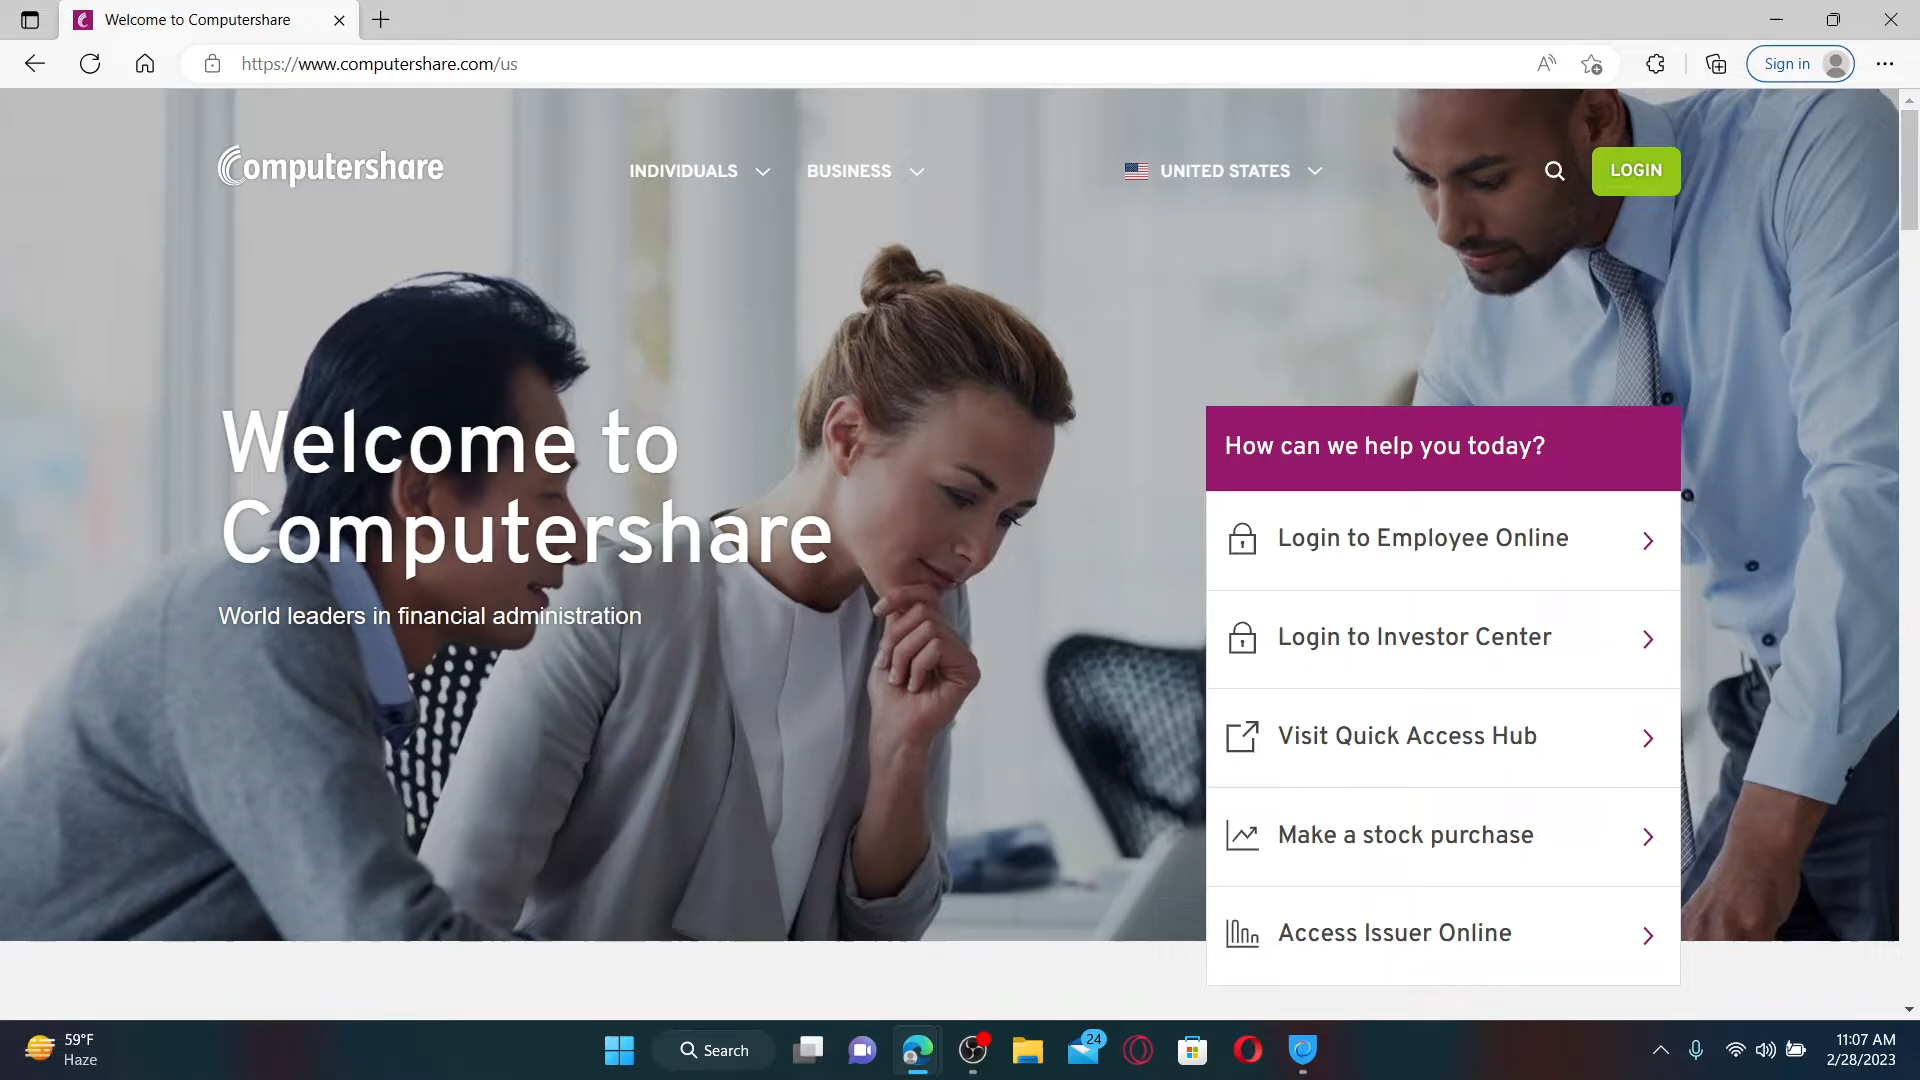 Welcome to Computershare
https://www.computershare.com/us
Sign in
Computershare
INDIVIDUALS
BUSINESS
UNITED STATES
LOGIN
Welcome to
Computershare
World leaders in financial administration
How can we help you today?
Login to Employee Online
Login to Investor Center
Visit Quick Access Hub
Make a stock purchase
Access Issuer Online
59°F
Haze
Search
24
11:07 AM
2/28/2023